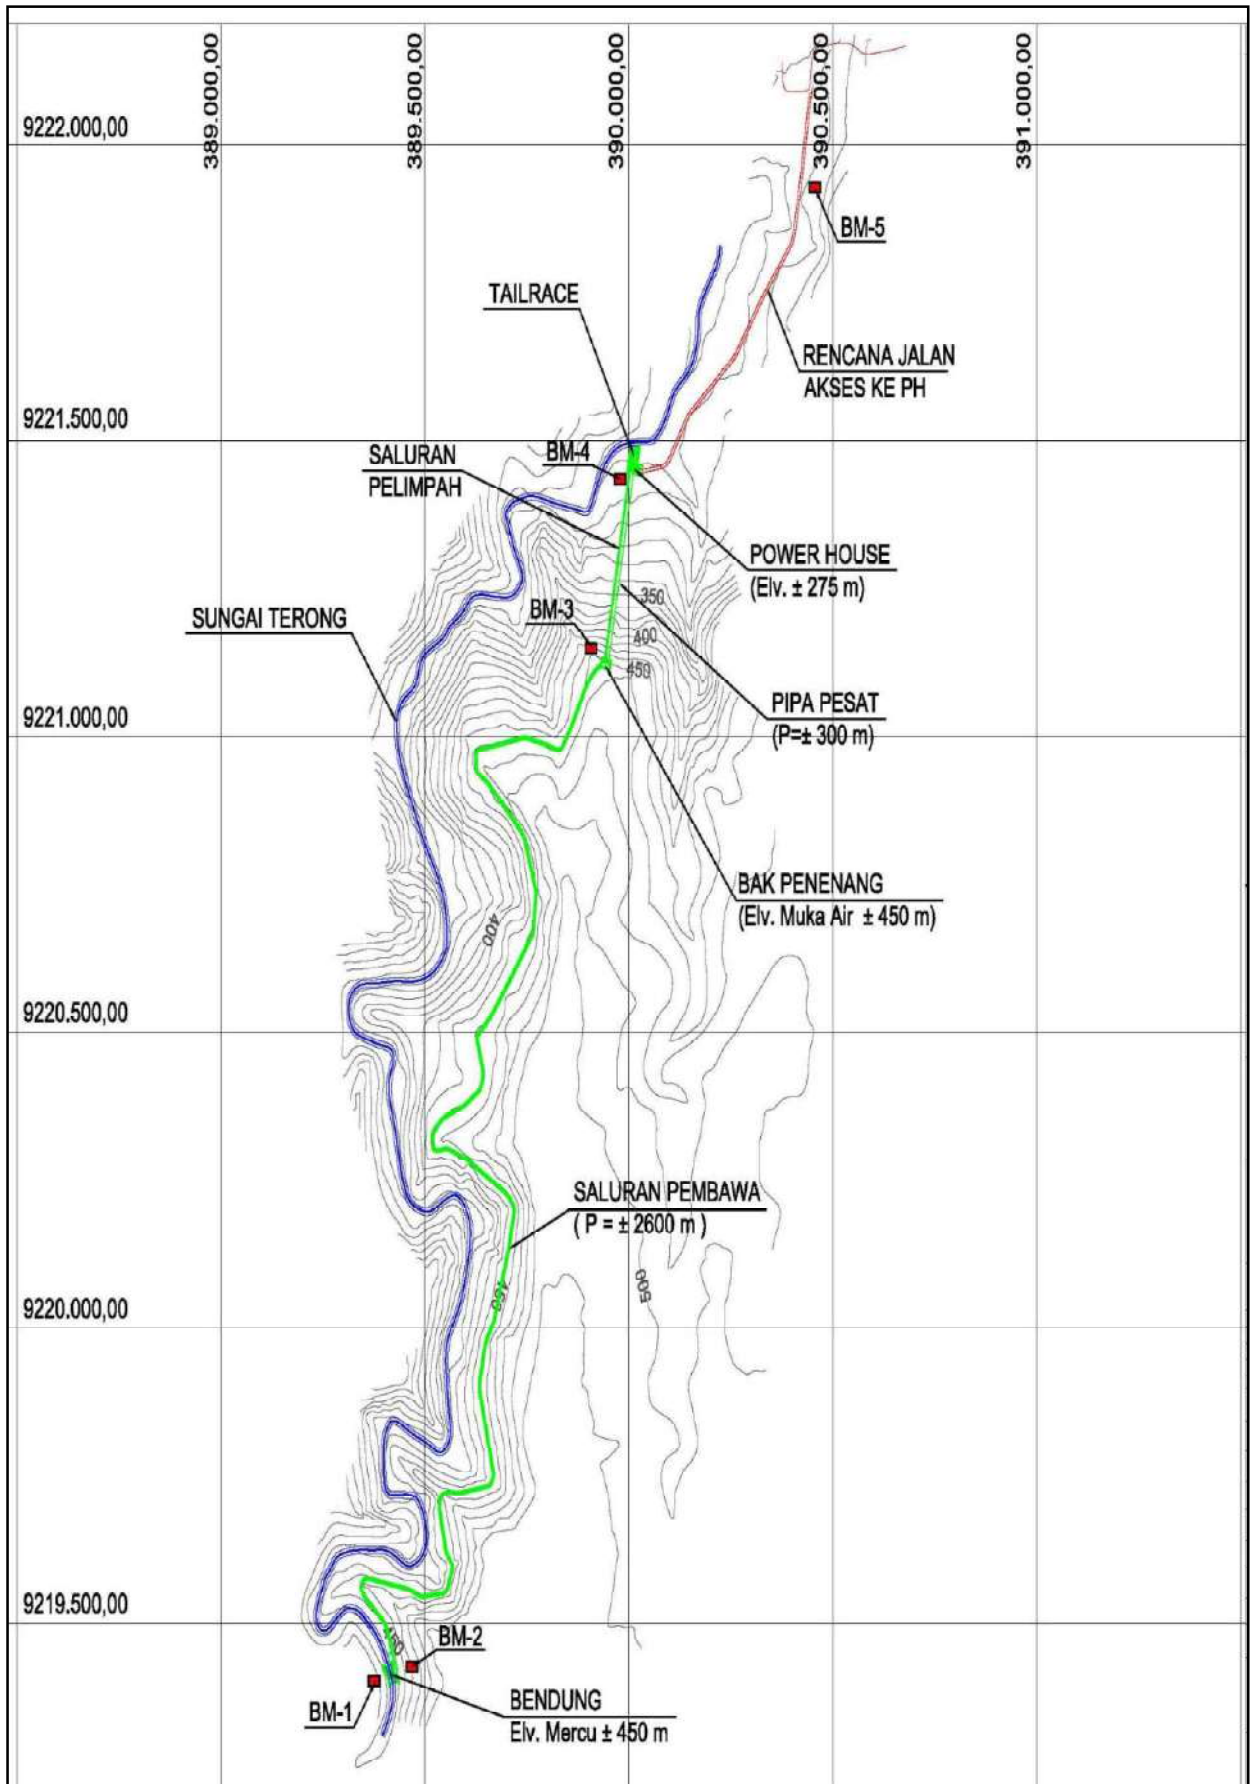 389.000,00
389.500,00
390.000,00
390.500,00
391.000,00
9222.000,00
BM-5
TAILRACE
RENCANA JALAN
AKSES KE PH
9221.500,00
SALURAN
PELIMPAH
BM-4
POWER HOUSE
(Elv. ± 275 m)
350
BM-3
400
450
SUNGAI TERONG
PIPA PESAT
(P=± 300 m)
9221.000,00
BAK PENENANG
(Elv. Muka Air ± 450 m)
400
9220.500,00
SALURAN PEMBAWA
( P = ± 2600 m )
450
500
9220.000,00
9219.500,00
450
BM-2
BM-1
BENDUNG
Elv. Mercu ± 450 m